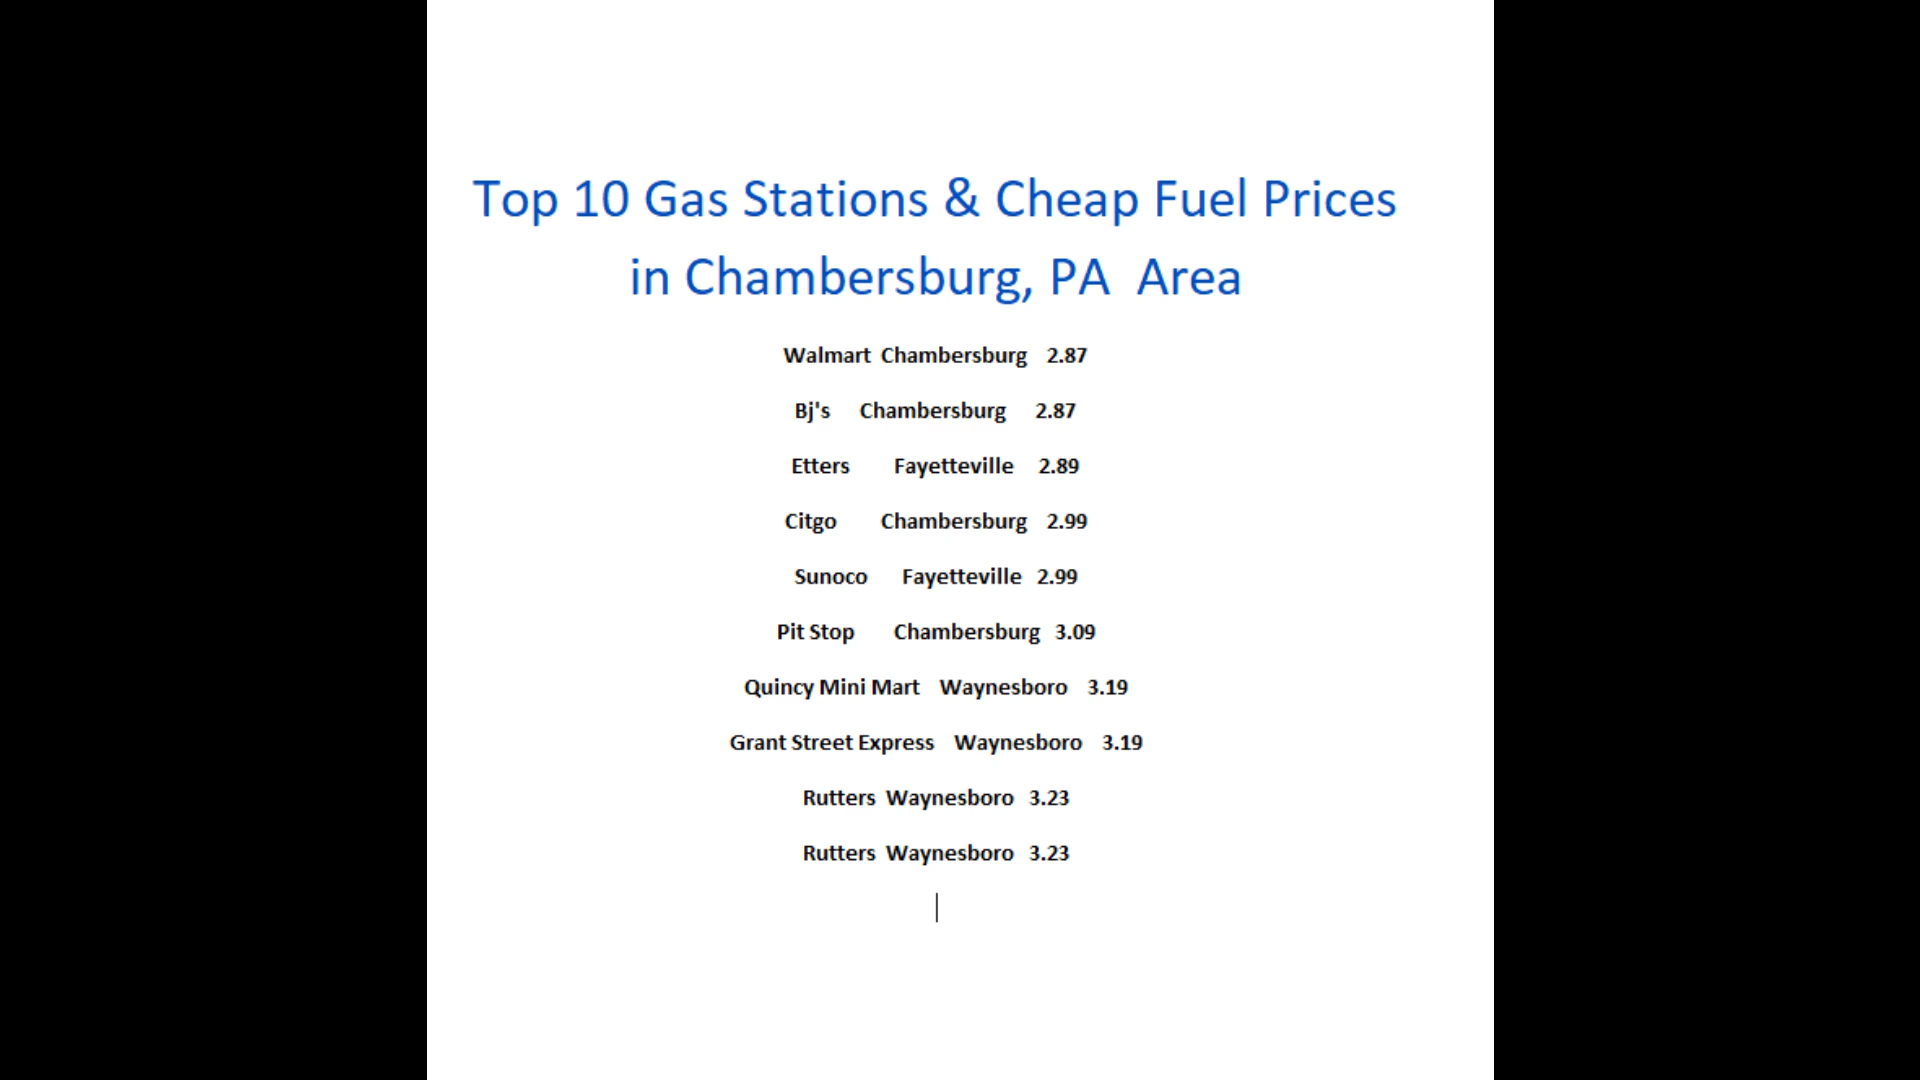 Top 10 Gas Stations & Cheap Fuel Prices
in Chambersburg, PA Area
Walmart Chambersburg 2.87
Bj's Chambersburg 2.87
Etters Fayetteville 2.89
Citgo Chambersburg 2.99
Sunoco Fayetteville 2.99
Pit Stop Chambersburg 3.09
Quincy Mini Mart Waynesboro 3.19
Grant Street Express Waynesboro 3.19
Rutters Waynesboro 3.23
Rutters Waynesboro 3.23